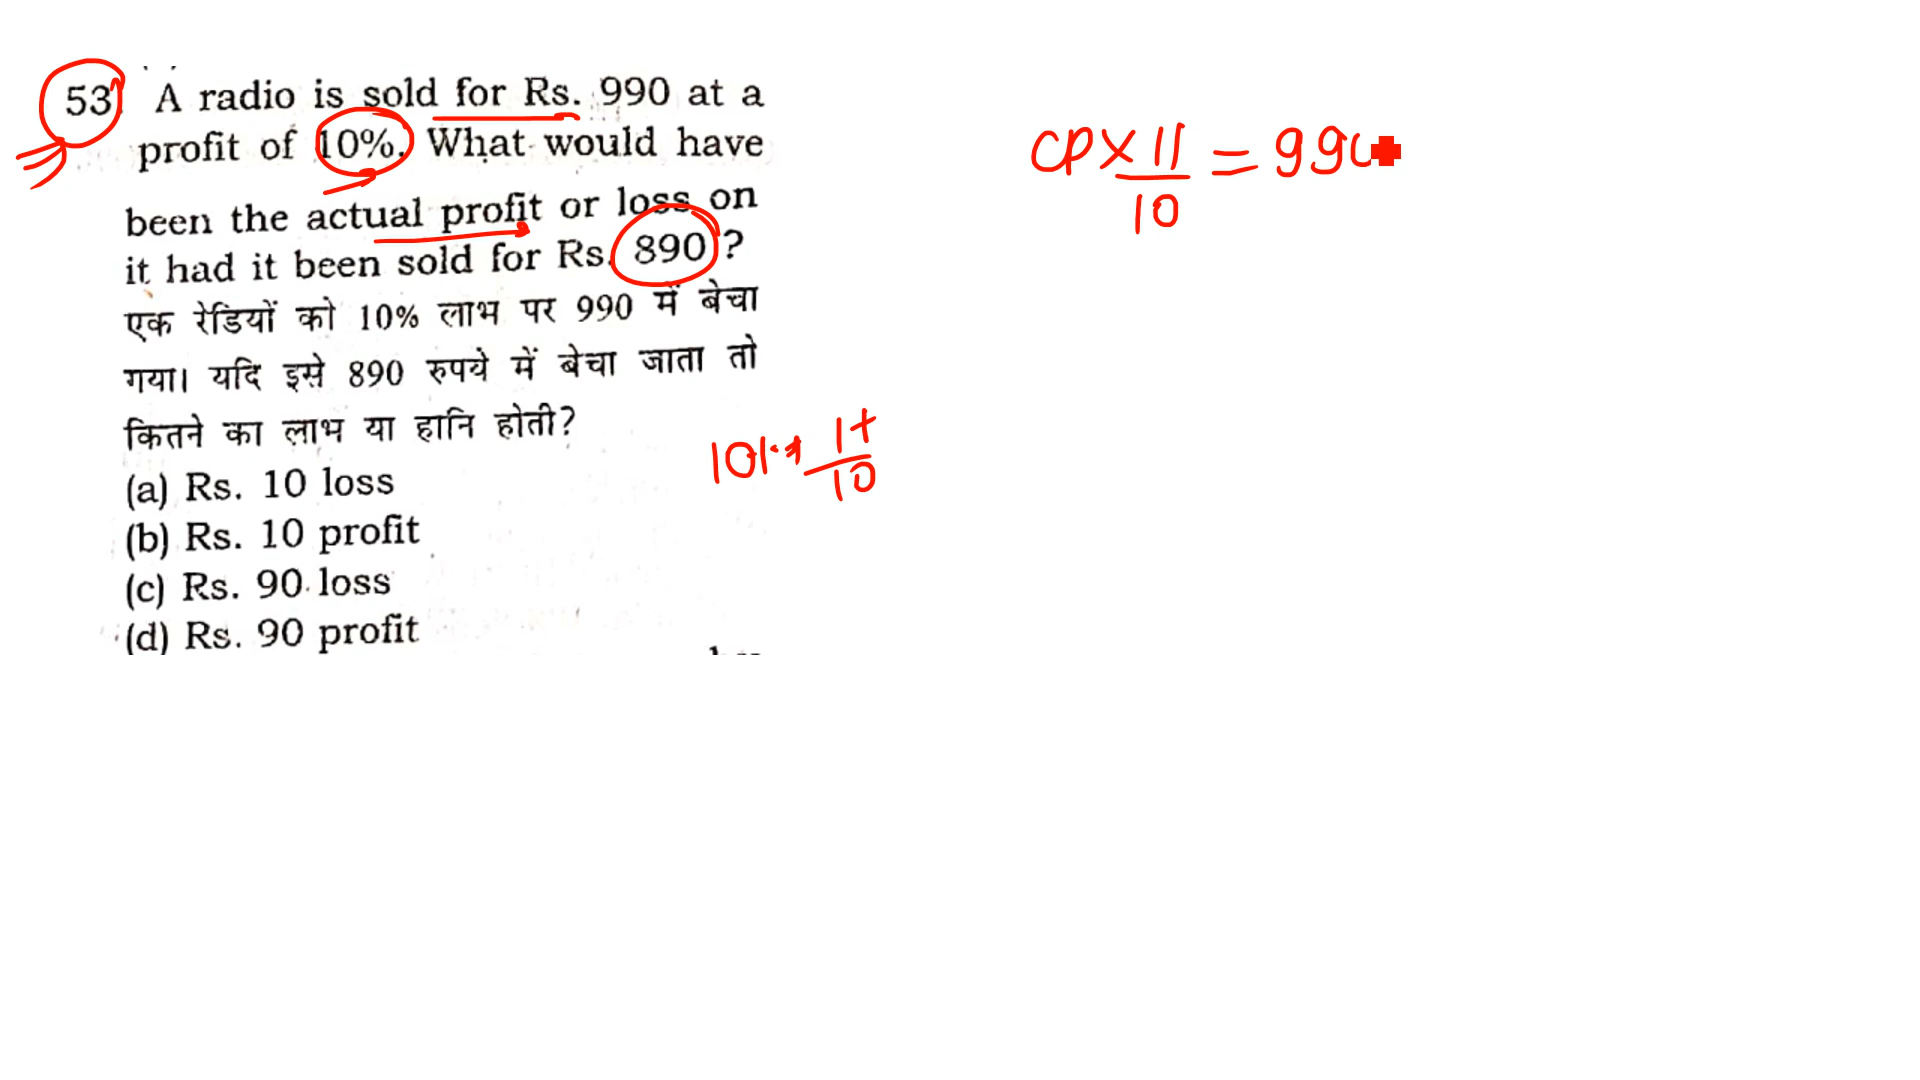 53. A radio is sold for Rs. 990 at a
profit of 10%. What would have
been the actual profit or loss on
it had it been sold for Rs. 890 ?
एक रेडियों को 10% लाभ पर 990 में बेचा
गया। यदि इसे 890 रुपये में बेचा जाता तो
कितने का लाभ या हानि होती?
(a) Rs. 10 loss
(b) Rs. 10 profit
(c) Rs. 90 loss
(d) Rs. 90 profit
10% → 1+
10
CP × 11 = 990
10